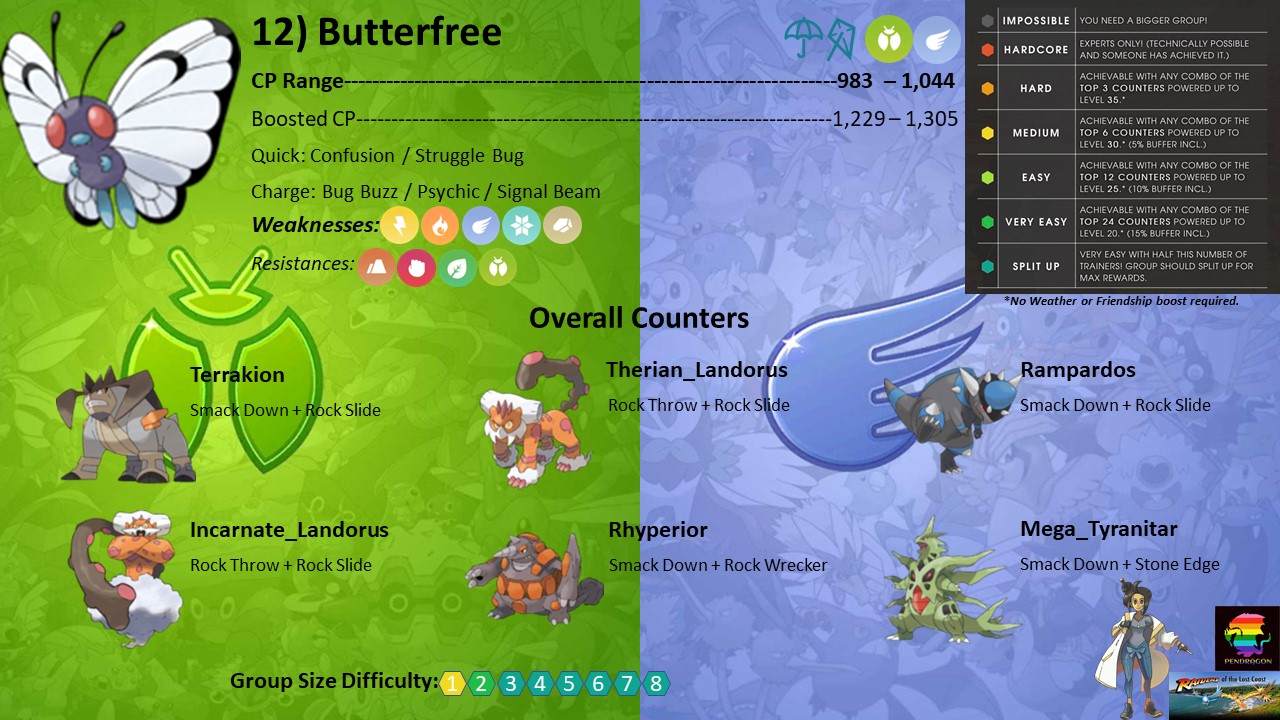 12) Butterfree
CP Range---983 – 1,044
Boosted CP---1,229 – 1,305
Quick: Confusion / Struggle Bug
Charge: Bug Buzz / Psychic / Signal Beam
Weaknesses:
Resistances:
IMPOSSIBLE YOU NEED A BIGGER GROUP!
HARDCORE EXPERTS ONLY! (TECHNICALLY POSSIBLE
AND SOMEONE HAS ACHIEVED IT.)
HARD ACHIEVABLE WITH ANY COMBO OF THE
TOP 3 COUNTERS POWERED UP TO
LEVEL 35.*
MEDIUM ACHIEVABLE WITH ANY COMBO OF THE
TOP 6 COUNTERS POWERED UP TO
LEVEL 30.* (5% BUFFER INCL.)
EASY ACHIEVABLE WITH ANY COMBO OF THE
TOP 12 COUNTERS POWERED UP TO
LEVEL 25.* (10% BUFFER INCL.)
VERY EASY ACHIEVABLE WITH ANY COMBO OF THE
TOP 24 COUNTERS POWERED UP TO
LEVEL 20.* (15% BUFFER INCL.)
SPLIT UP VERY EASY WITH HALF THIS NUMBER OF
TRAINERS! GROUP SHOULD SPLIT UP FOR
MAX REWARDS.
*No Weather or Friendship boost required.
Overall Counters
Terrakion
Smack Down + Rock Slide
Therian_Landorus
Rock Throw + Rock Slide
Rampardos
Smack Down + Rock Slide
Incarnate_Landorus
Rock Throw + Rock Slide
Rhyperior
Smack Down + Rock Wrecker
Mega_Tyranitar
Smack Down + Stone Edge
Group Size Difficulty: 1 2 3 4 5 6 7 8
PENDRAGON
RAIDERS of the Lost Coast